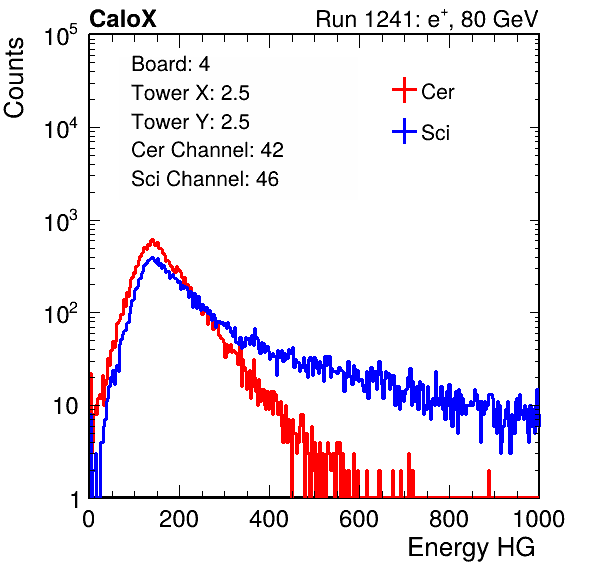 CaloX Run 1241: e⁺, 80 GeV
Counts
10⁵
10⁴
10³
10²
10
1
Board: 4
Tower X: 2.5
Tower Y: 2.5
Cer Channel: 42
Sci Channel: 46
Cer
Sci
0 200 400 600 800 1000
Energy HG